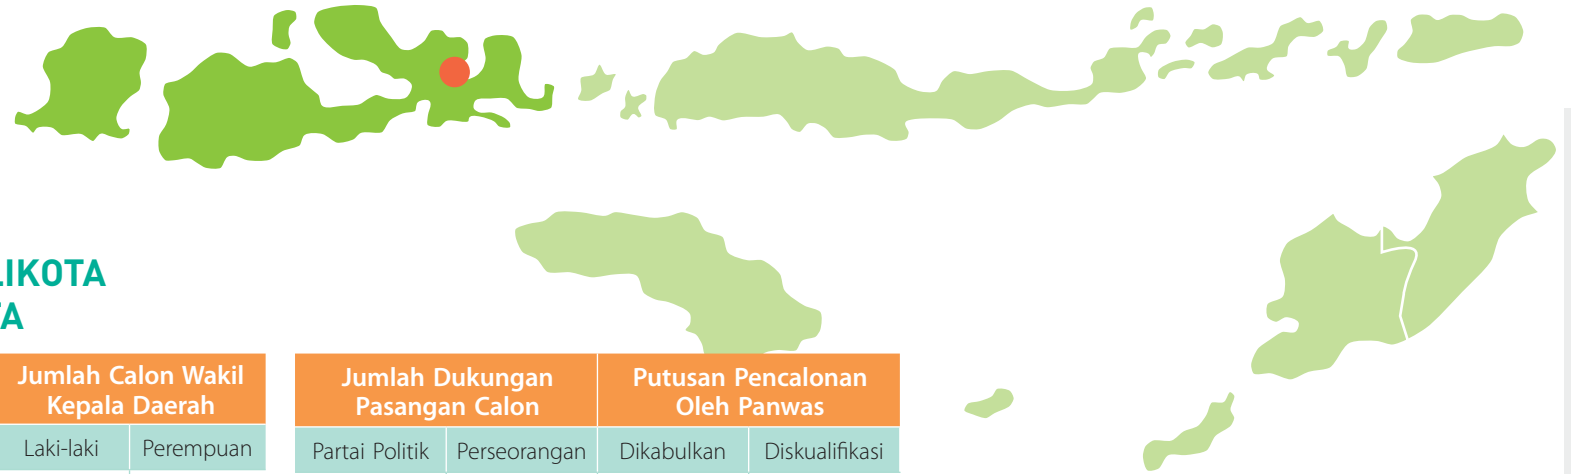 LIKOTA
TA
Jumlah Calon Wakil
Kepala Daerah
Jumlah Dukungan
Pasangan Calon
Putusan Pencalonan
Oleh Panwas
Laki-laki
Perempuan
Partai Politik
Perseorangan
Dikabulkan
Diskualifikasi